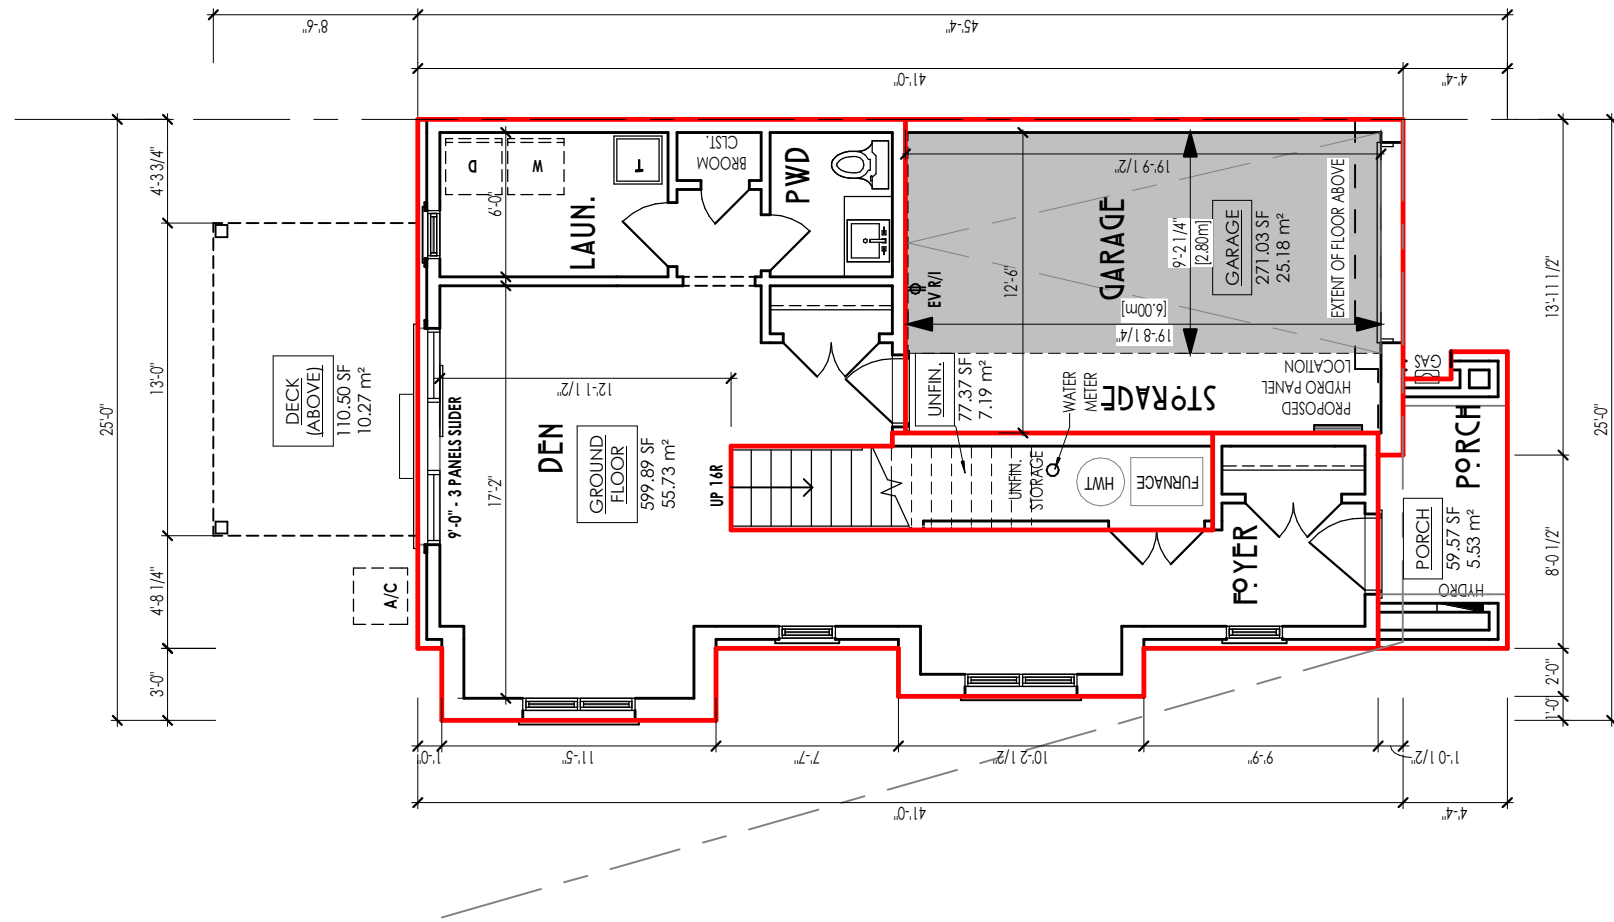 8'-6"
45'-4"
41'-0"
4'-4"
25'-0"
4'-3 3/4"
13'-0"
4'-8 1/4"
3'-0"
DECK
(ABOVE)
110.50 SF
10.27 m²
A/C
D
W
T
6'-0"
LAUN.
BROOM
CLST.
PWD
9'-0" - 3 PANELS SLIDER
12'-1 1/2"
17'-2"
DEN
GROUND
FLOOR
599.89 SF
55.73 m²
UP 16R
EV R/I
12'-6"
GARAGE
19'-9 1/2"
9'-2 1/4"
[2.80m]
GARAGE
271.03 SF
25.18 m²
[6.00m]
19'-8 1/4"
EXTENT OF FLOOR ABOVE
UNFIN.
77.37 SF
7.19 m²
WATER
METER
STORAGE
PROPOSED
HYDRO PANEL
LOCATION
UNFIN.
STORAGE
HWT
FURNACE
FOYER
GAS
PORCH
PORCH
59.57 SF
5.53 m²
HYDRO
13'-11 1/2"
8'-0 1/2"
2'-0"
1'-0"
25'-0"
1'-0"
11'-5"
7'-7"
10'-2 1/2"
9'-9"
1'-0 1/2"
41'-0"
4'-4"